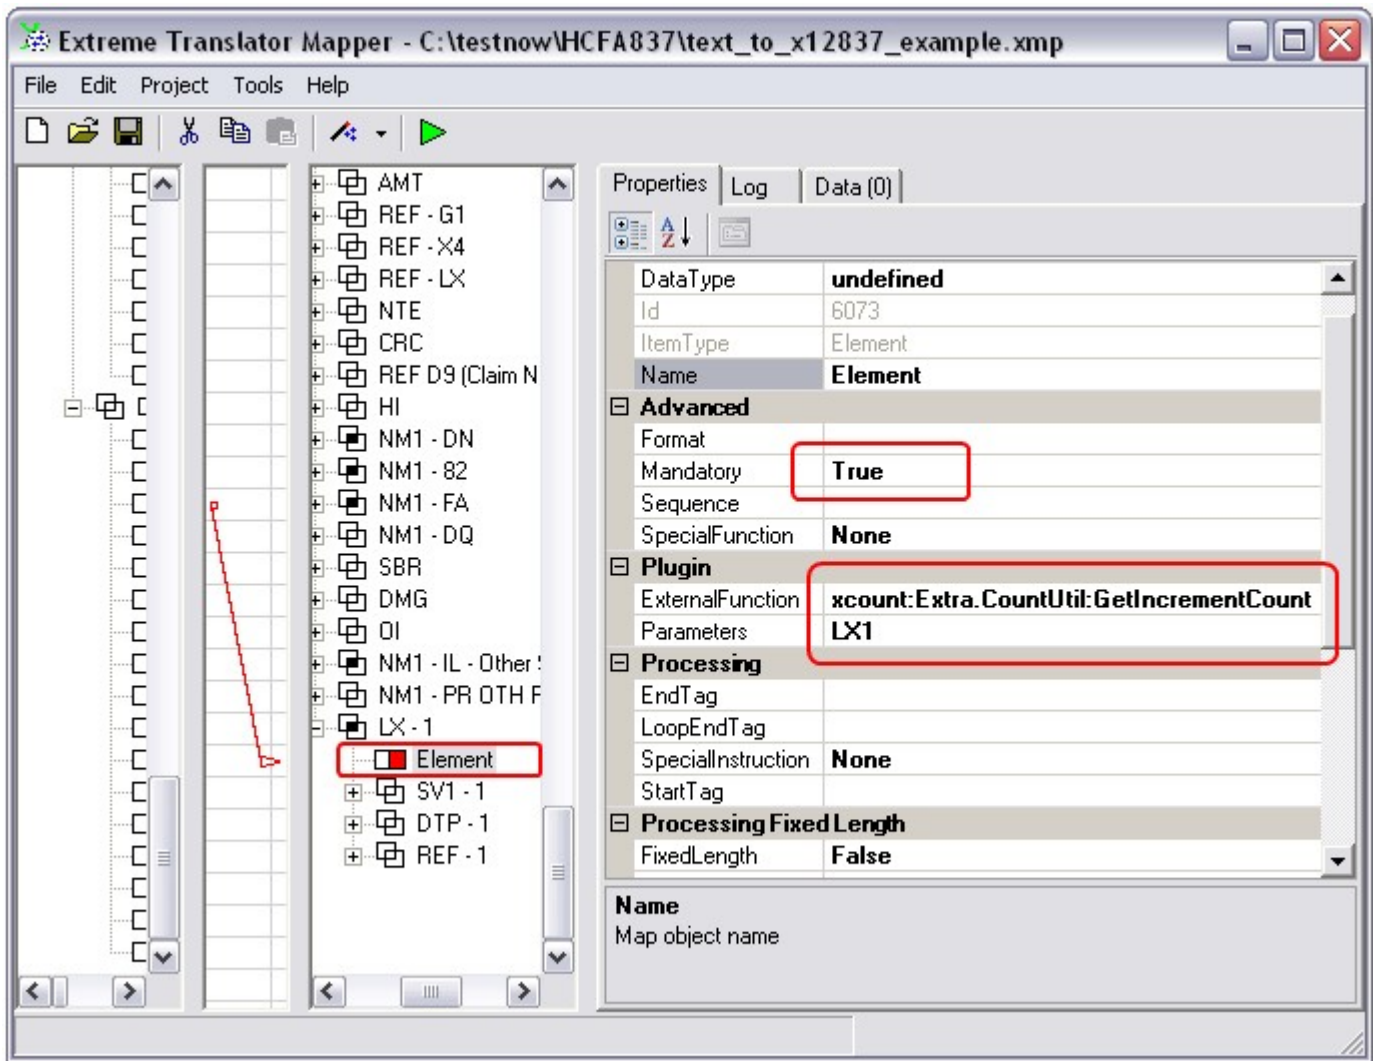 Extreme Translator Mapper - C:\testnow\HCFA837\text_to_x12837_example.xmp
File Edit Project Tools Help
AMT
REF - G1
REF - X4
REF - LX
NTE
CRC
REF D9 (Claim N
HI
NM1 - DN
NM1 - 82
NM1 - FA
NM1 - DQ
SBR
DMG
OI
NM1 - IL - Other
NM1 - PR OTH
LX - 1
Element
SV1 - 1
DTP - 1
REF - 1
Properties Log Data (0)
DataType undefined
Id 6073
ItemType Element
Name Element
Advanced
Format
Mandatory True
Sequence
SpecialFunction None
Plugin
ExternalFunction xcount:Extra.CountUtil:GetIncrementCount
Parameters LX1
Processing
EndTag
LoopEndTag
SpecialInstruction None
StartTag
Processing Fixed Length
FixedLength False
Name
Map object name